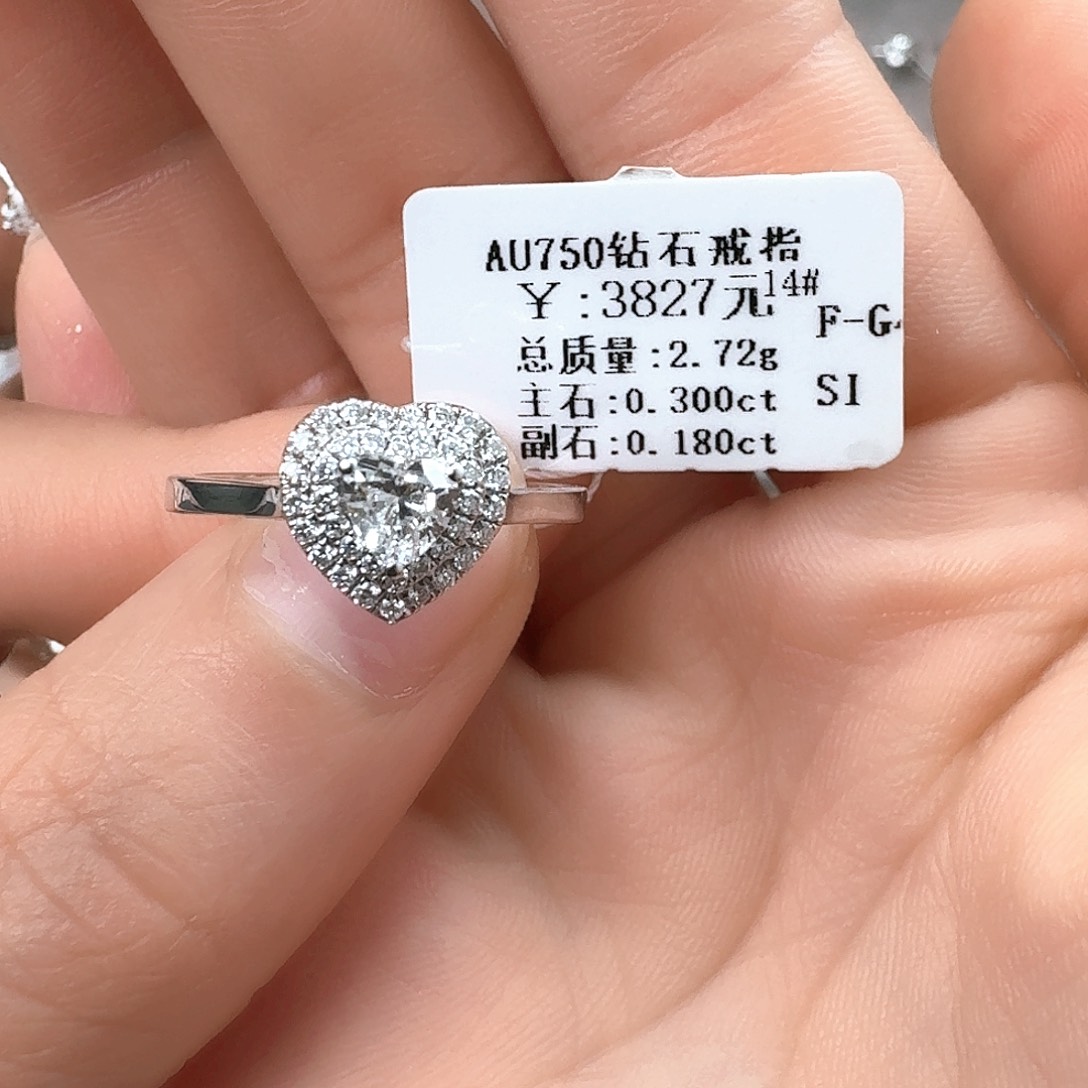 AU750钻石戒指
￥:3827元14#
F-G
总质量:2.72g
主石:0.300ct
SI
副石:0.180ct